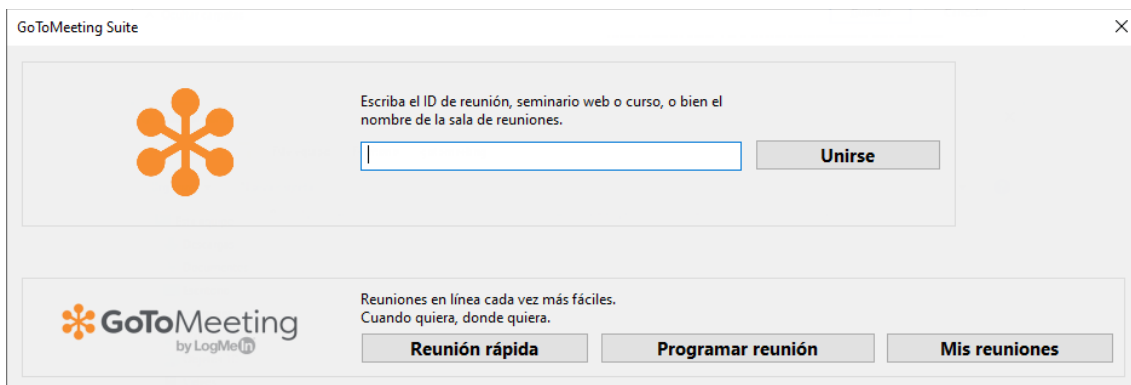 GoToMeeting Suite
Escriba el ID de reunión, seminario web o curso, o bien el
nombre de la sala de reuniones.
Unirse
GoToMeeting
by LogMeIn
Reuniones en línea cada vez más fáciles.
Cuando quiera, donde quiera.
Reunión rápida
Programar reunión
Mis reuniones